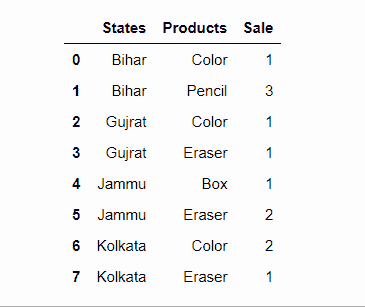 States Products Sale
0 Bihar Color 1
1 Bihar Pencil 3
2 Gujrat Color 1
3 Gujrat Eraser 1
4 Jammu Box 1
5 Jammu Eraser 2
6 Kolkata Color 2
7 Kolkata Eraser 1